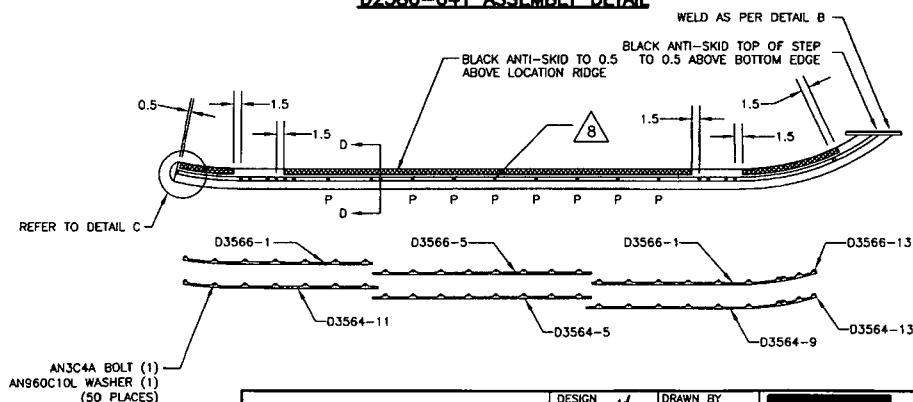 D2580-041 ASSEMBLY DETAIL
WELD AS PER DETAIL B
BLACK ANTI-SKID TO 0.5
ABOVE LOCATION RIDGE
BLACK ANTI-SKID TOP OF STEP
TO 0.5 ABOVE BOTTOM EDGE
0.5
1.5
1.5
1.5
1.5
1.5
8
D
D
P P P P P P P P
REFER TO DETAIL C
D3566-1
D3566-5
D3566-1
D3566-13
D3564-11
D3564-5
D3564-9
D3564-13
AN3C4A BOLT (1)
AN960C10L WASHER (1)
(50 PLACES)
DESIGN
DRAWN BY